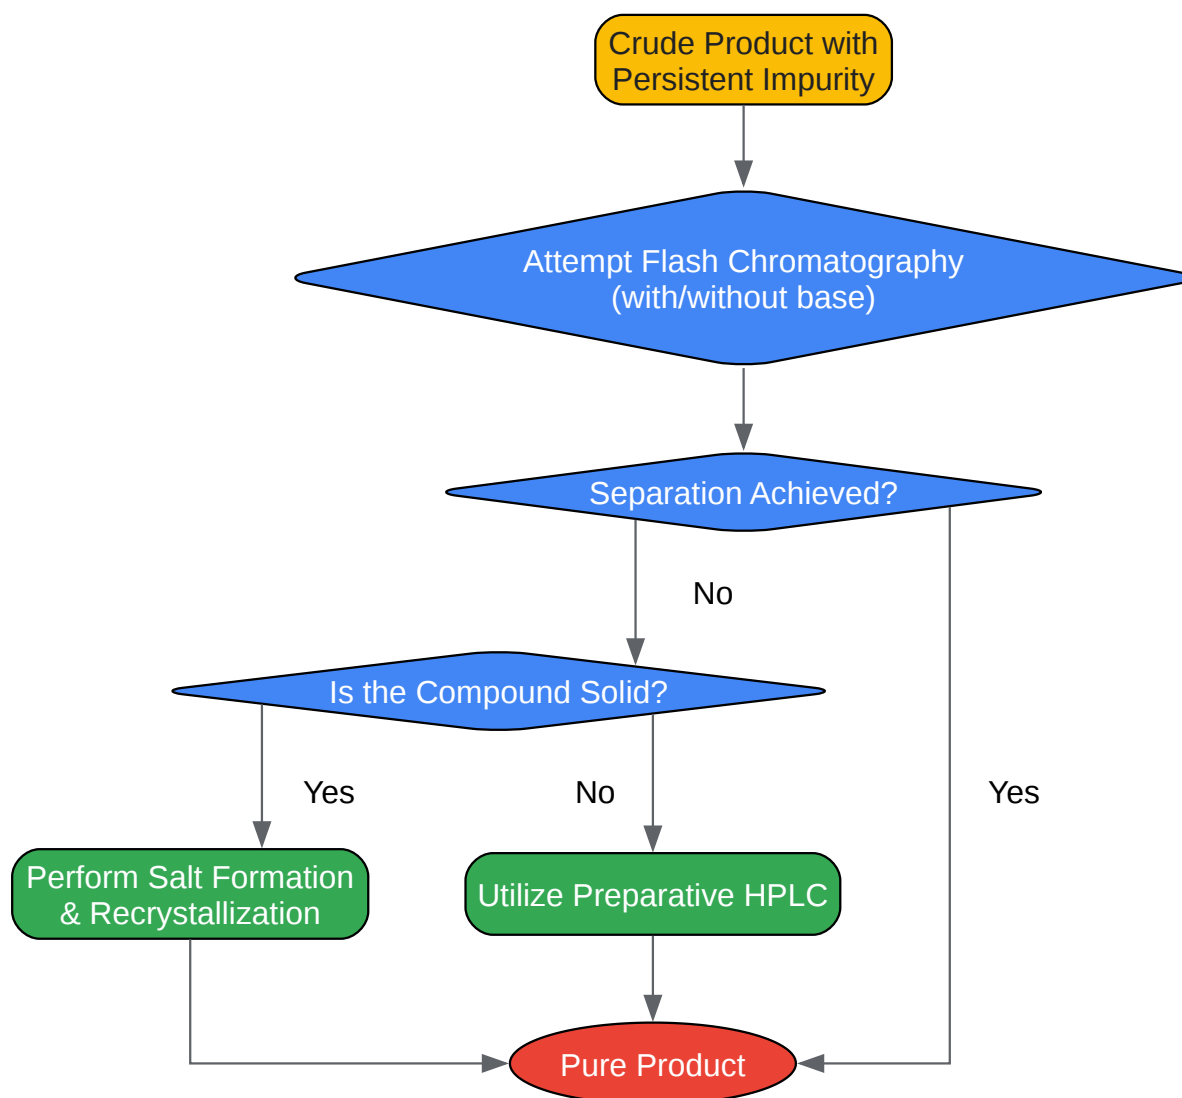 Crude Product with
Persistent Impurity
Attempt Flash Chromatography
(with/without base)
Separation Achieved?
No
Is the Compound Solid?
Yes
No
Yes
Perform Salt Formation
& Recrystallization
Utilize Preparative HPLC
Pure Product